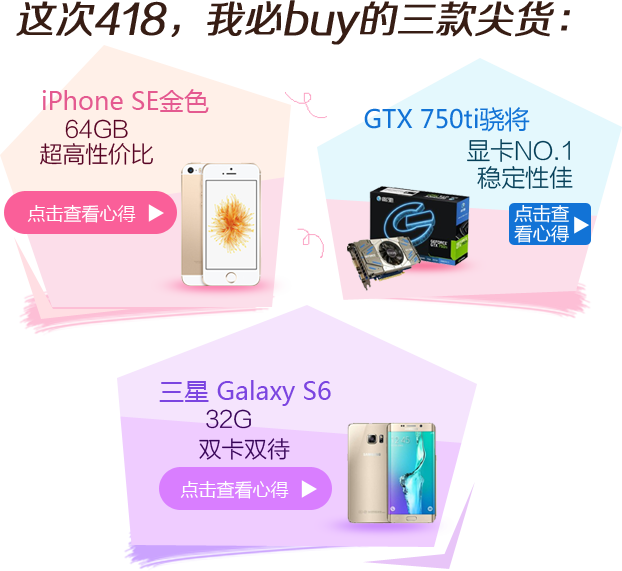 这次418，我必buy的三款尖货：
iPhone SE金色
64GB
超高性价比
点击查看心得
GTX 750ti骁将
显卡NO.1
稳定性佳
点击查
看心得
三星 Galaxy S6
32G
双卡双待
点击查看心得